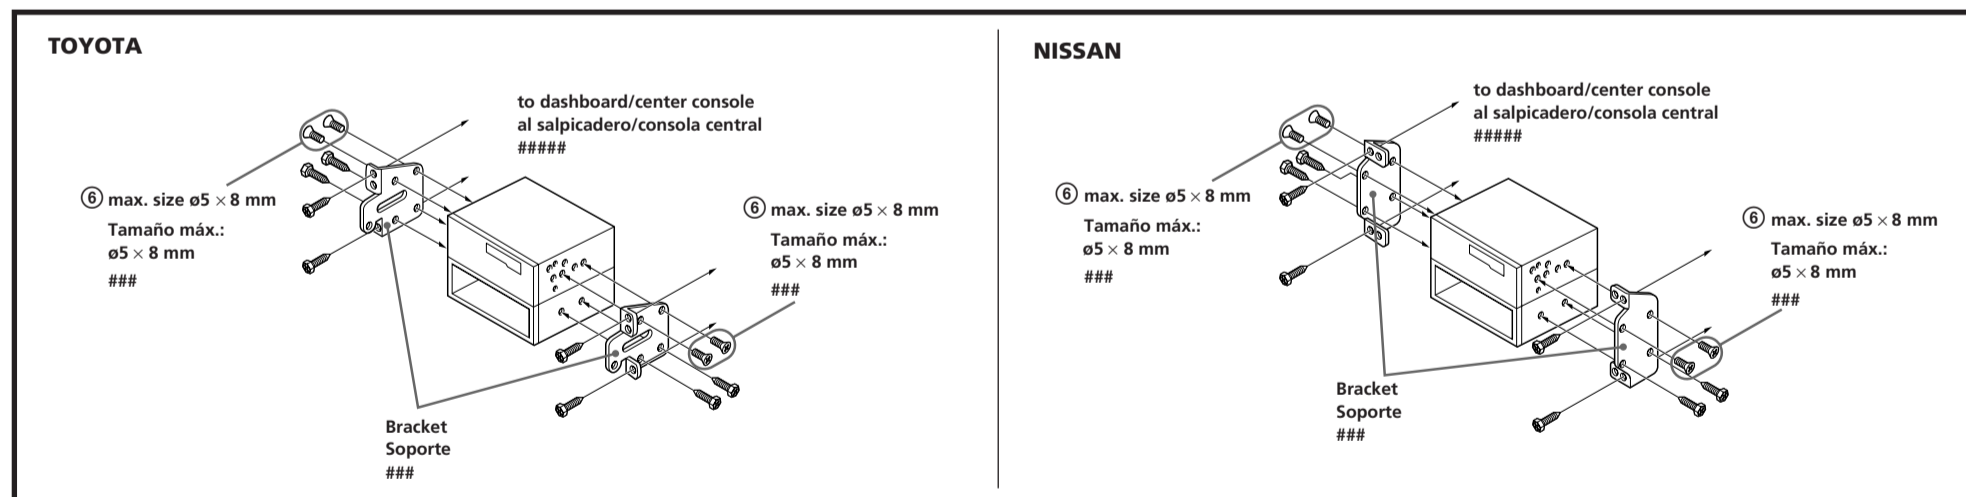 TOYOTA
to dashboard/center console
al salpicadero/consola central
#####
⑥ max. size ø5 × 8 mm
Tamaño máx.:
ø5 × 8 mm
###
⑥ max. size ø5 × 8 mm
Tamaño máx.:
ø5 × 8 mm
###
Bracket
Soporte
###
NISSAN
to dashboard/center console
al salpicadero/consola central
#####
⑥ max. size ø5 × 8 mm
Tamaño máx.:
ø5 × 8 mm
###
⑥ max. size ø5 × 8 mm
Tamaño máx.:
ø5 × 8 mm
###
Bracket
Soporte
###